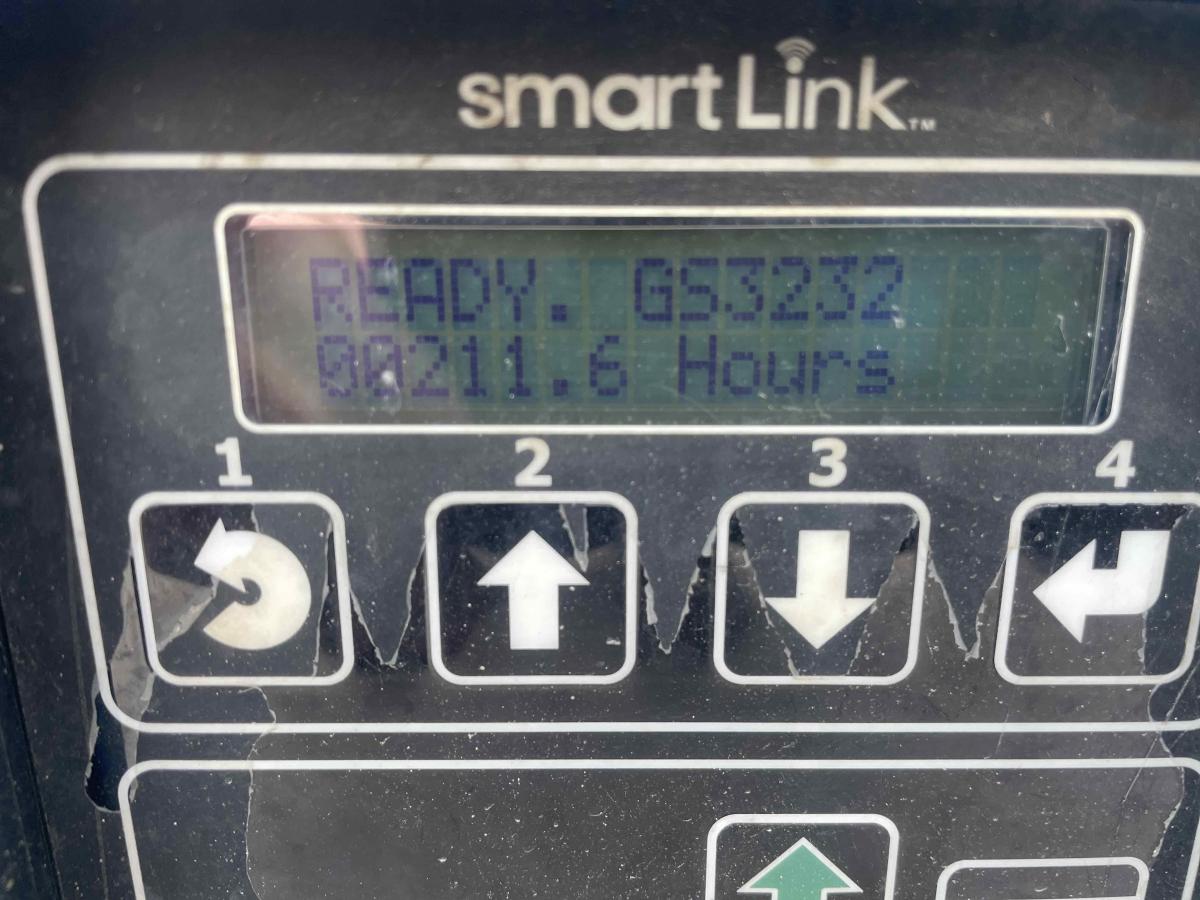 smart Link™
READY. GS3232
00211.6 Hours
1 2 3 4